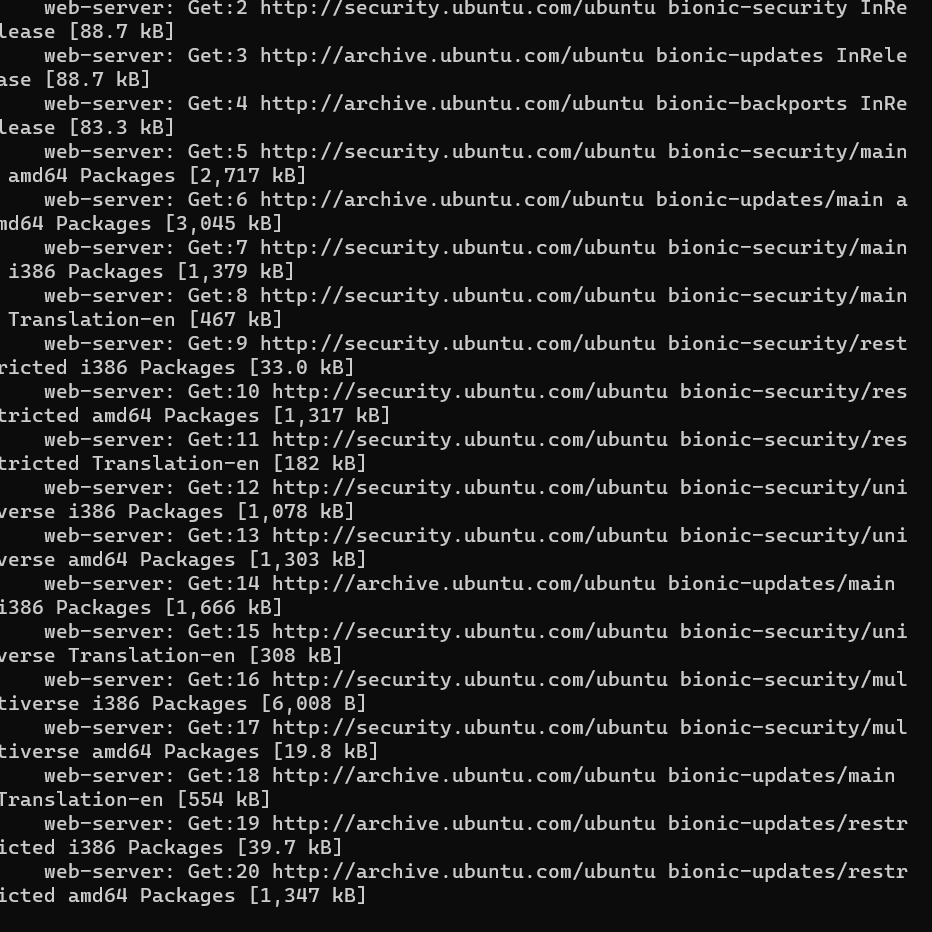 web-server: Get:2 http://security.ubuntu.com/ubuntu bionic-security InRe
lease [88.7 kB]
web-server: Get:3 http://archive.ubuntu.com/ubuntu bionic-updates InRele
ase [88.7 kB]
web-server: Get:4 http://archive.ubuntu.com/ubuntu bionic-backports InRe
lease [83.3 kB]
web-server: Get:5 http://security.ubuntu.com/ubuntu bionic-security/main
amd64 Packages [2,717 kB]
web-server: Get:6 http://archive.ubuntu.com/ubuntu bionic-updates/main a
md64 Packages [3,045 kB]
web-server: Get:7 http://security.ubuntu.com/ubuntu bionic-security/main
i386 Packages [1,379 kB]
web-server: Get:8 http://security.ubuntu.com/ubuntu bionic-security/main
Translation-en [467 kB]
web-server: Get:9 http://security.ubuntu.com/ubuntu bionic-security/rest
ricted i386 Packages [33.0 kB]
web-server: Get:10 http://security.ubuntu.com/ubuntu bionic-security/res
tricted amd64 Packages [1,317 kB]
web-server: Get:11 http://security.ubuntu.com/ubuntu bionic-security/res
tricted Translation-en [182 kB]
web-server: Get:12 http://security.ubuntu.com/ubuntu bionic-security/uni
verse i386 Packages [1,078 kB]
web-server: Get:13 http://security.ubuntu.com/ubuntu bionic-security/uni
verse amd64 Packages [1,303 kB]
web-server: Get:14 http://archive.ubuntu.com/ubuntu bionic-updates/main
i386 Packages [1,666 kB]
web-server: Get:15 http://security.ubuntu.com/ubuntu bionic-security/uni
verse Translation-en [308 kB]
web-server: Get:16 http://security.ubuntu.com/ubuntu bionic-security/mul
tiverse i386 Packages [6,008 B]
web-server: Get:17 http://security.ubuntu.com/ubuntu bionic-security/mul
tiverse amd64 Packages [19.8 kB]
web-server: Get:18 http://archive.ubuntu.com/ubuntu bionic-updates/main
Translation-en [554 kB]
web-server: Get:19 http://archive.ubuntu.com/ubuntu bionic-updates/restr
icted i386 Packages [39.7 kB]
web-server: Get:20 http://archive.ubuntu.com/ubuntu bionic-updates/restr
icted amd64 Packages [1,347 kB]